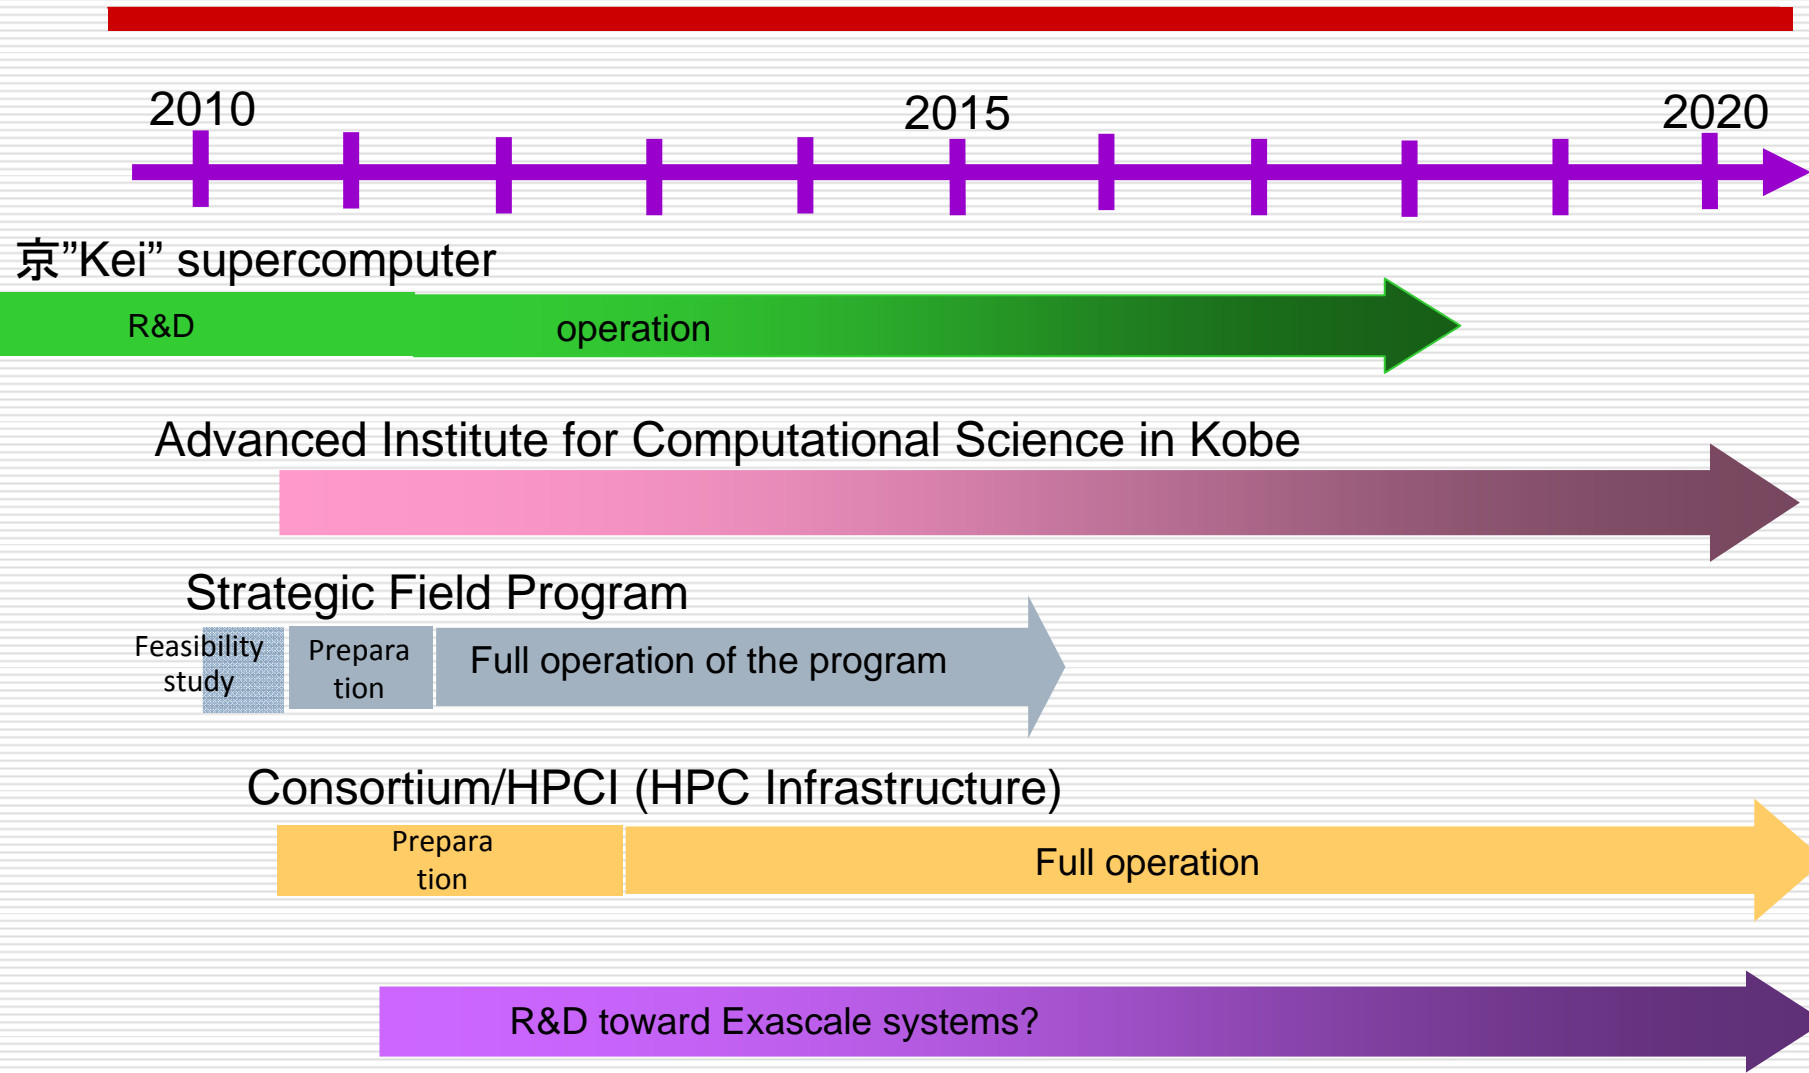 2010 2015 2020
京”Kei” supercomputer
R&D operation
Advanced Institute for Computational Science in Kobe
Strategic Field Program
Feasibility
study
Prepara
tion
Full operation of the program
Consortium/HPCI (HPC Infrastructure)
Prepara
tion
Full operation
R&D toward Exascale systems?